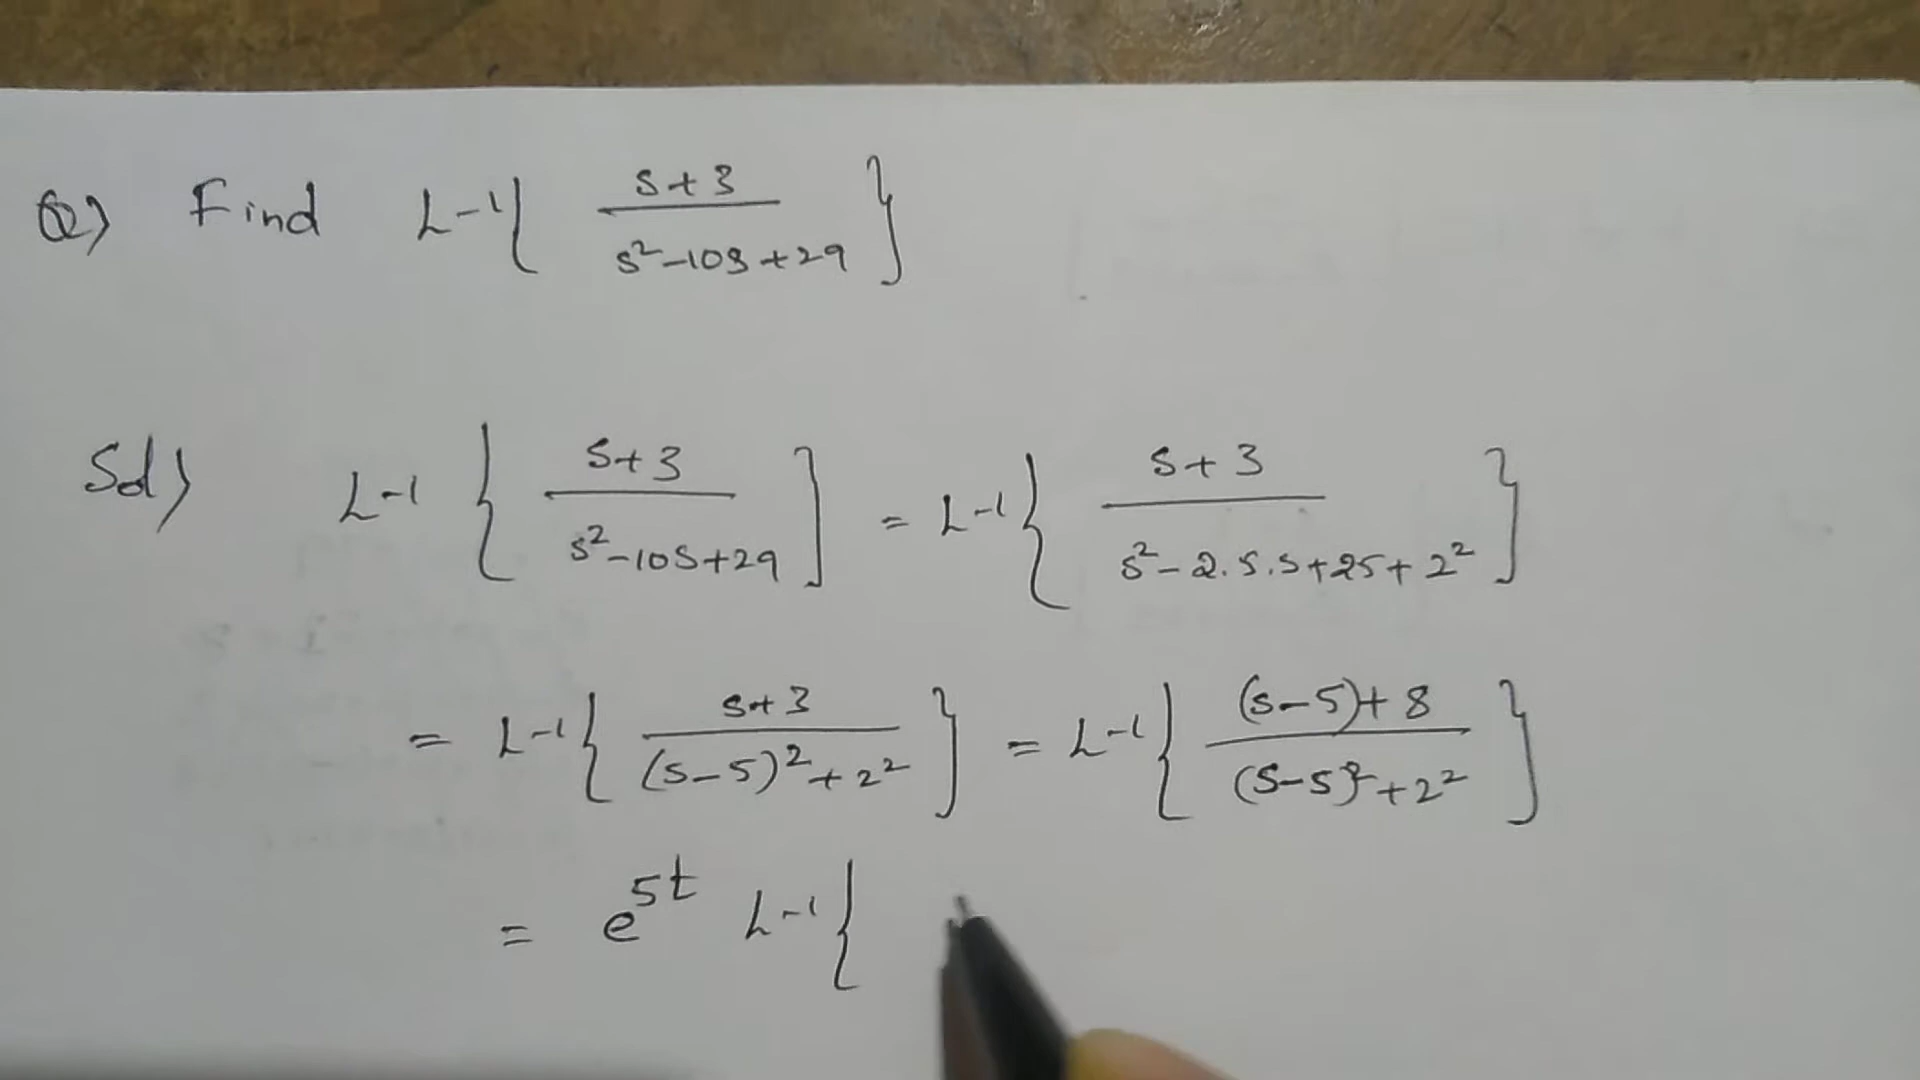 Q) Find L-1{ s+3 / s²-10s+29 }
Sol) L-1 { s+3 / s²-10s+29 } = L-1{ s+3 / s²-2.5.s+25+2² }
= L-1{ s+3 / (s-5)²+2² } = L-1{ (s-5)+8 / (s-5)²+2² }
= e^5t L-1{